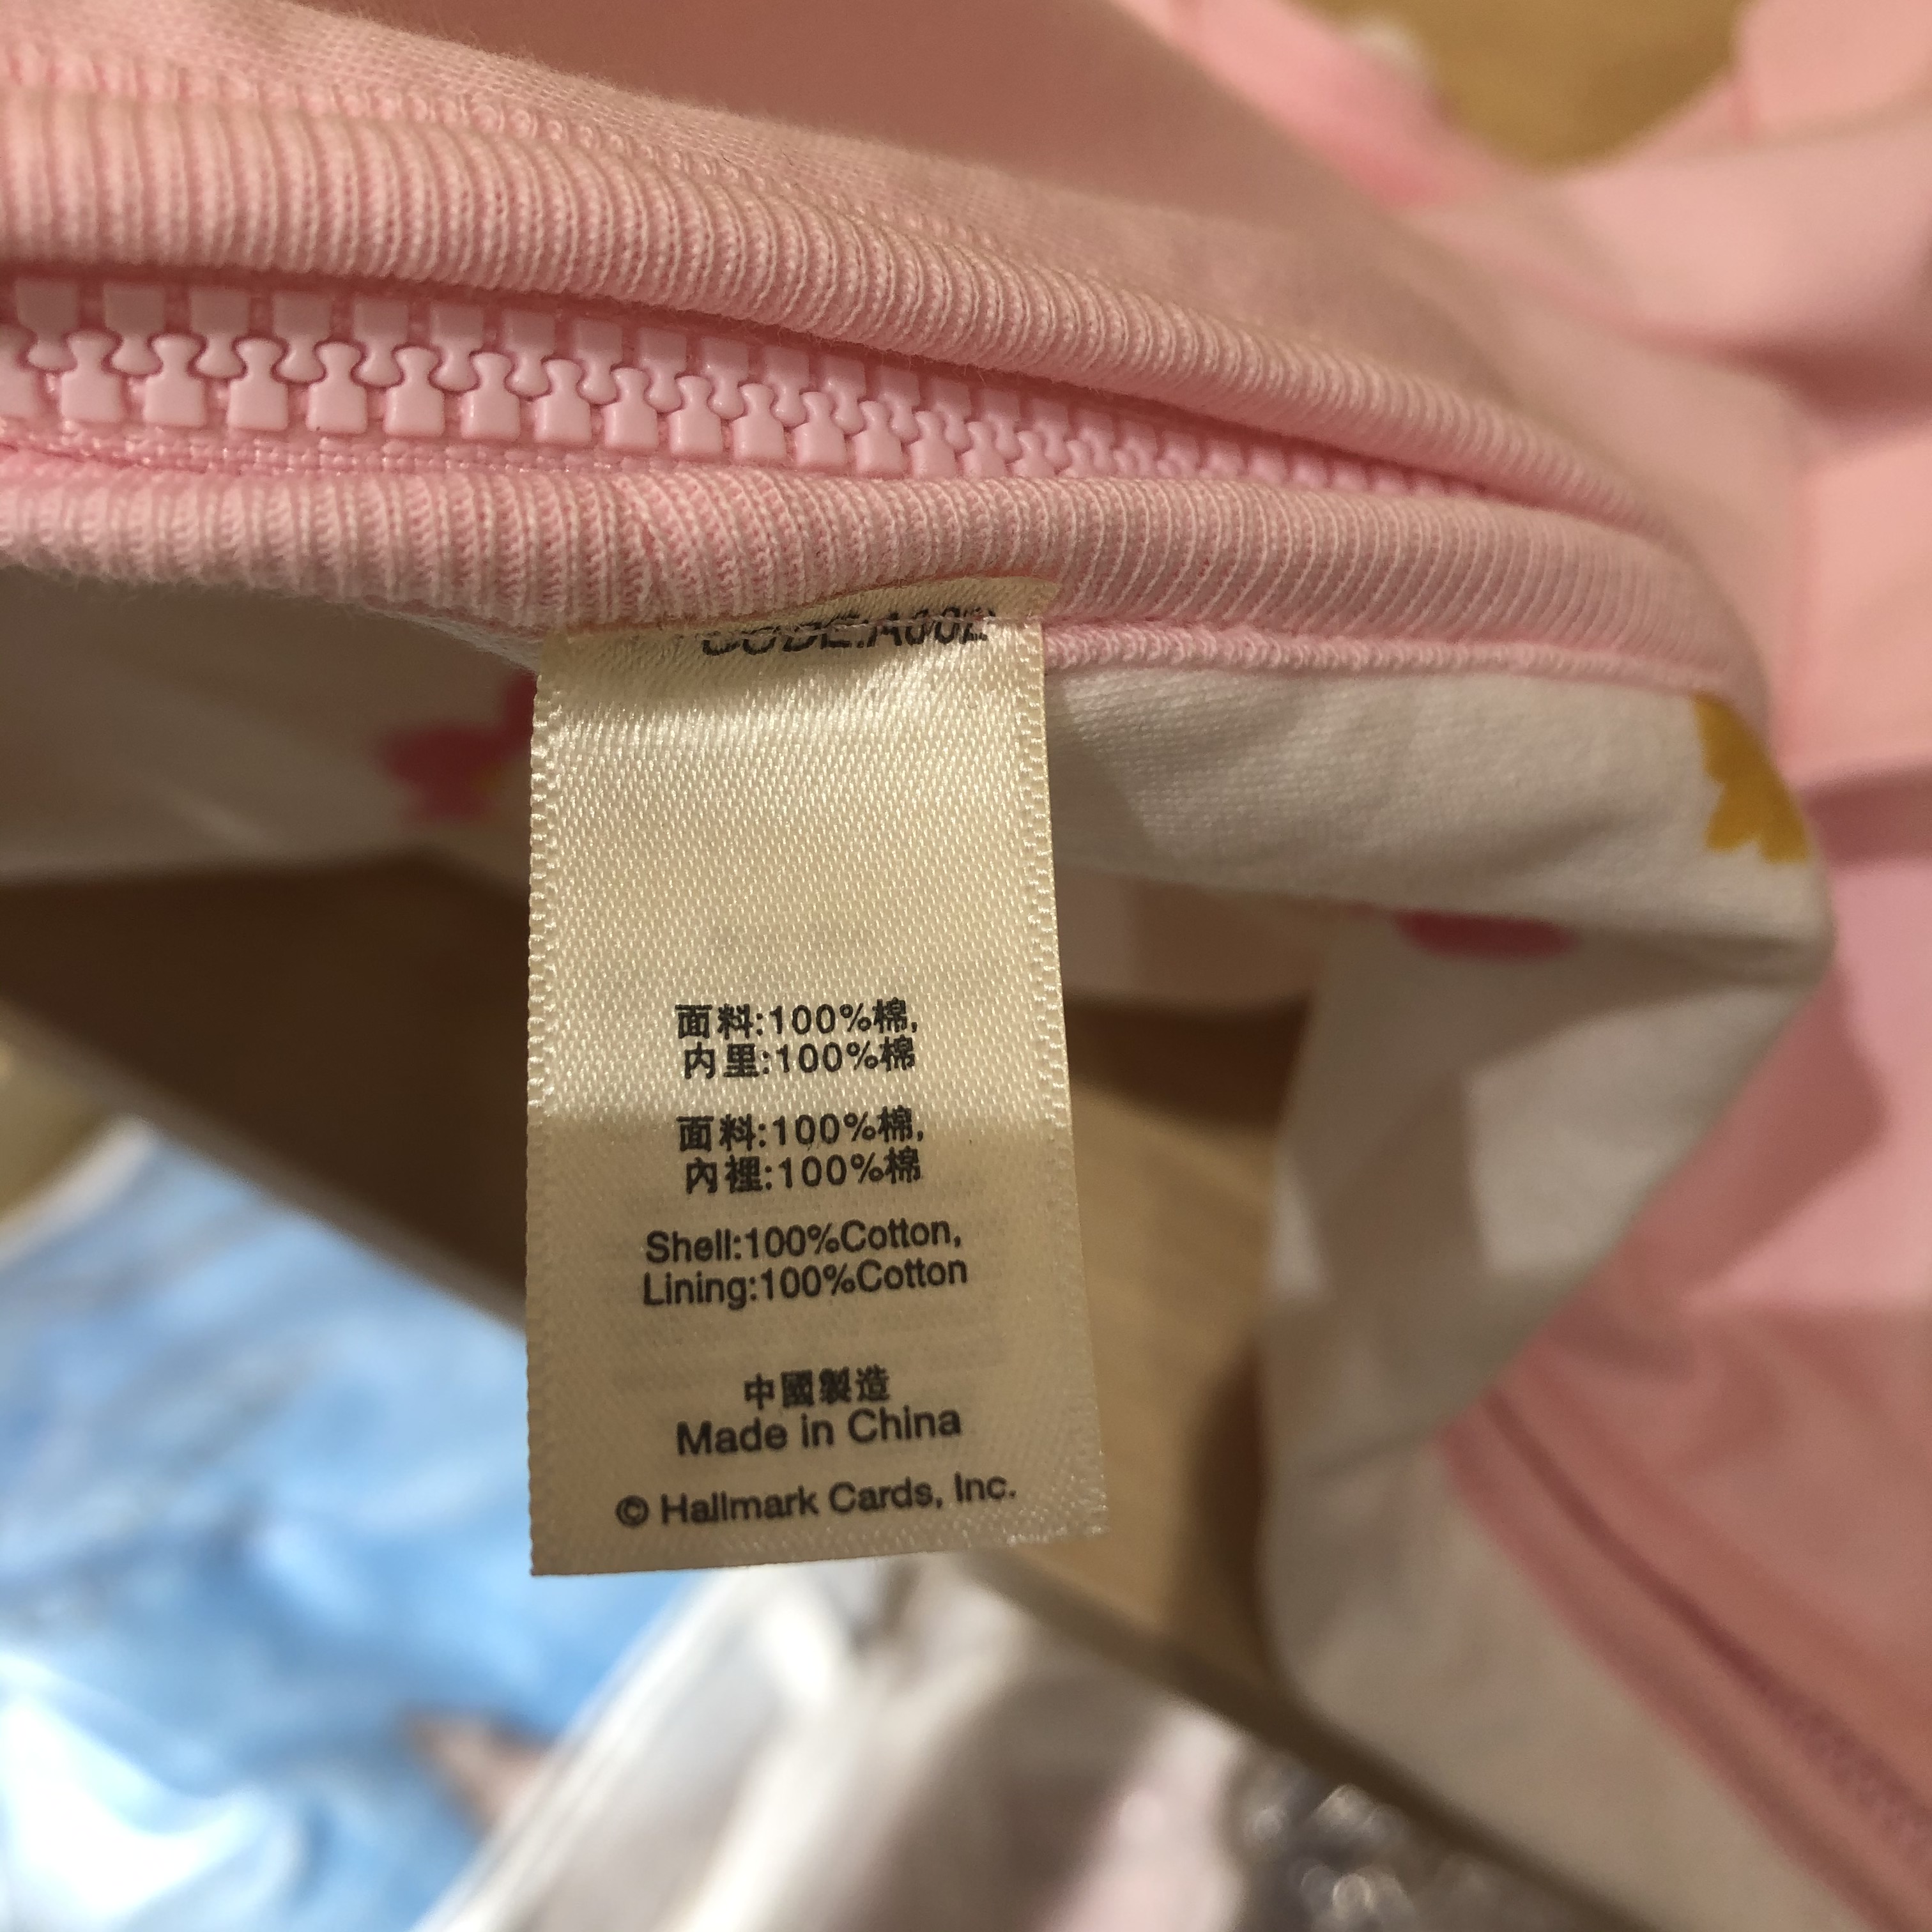 面料:100%棉,
内里:100%棉
面料:100%棉,
內裡:100%棉
Shell:100%Cotton,
Lining:100%Cotton
中國製造
Made in China
© Hallmark Cards, Inc.